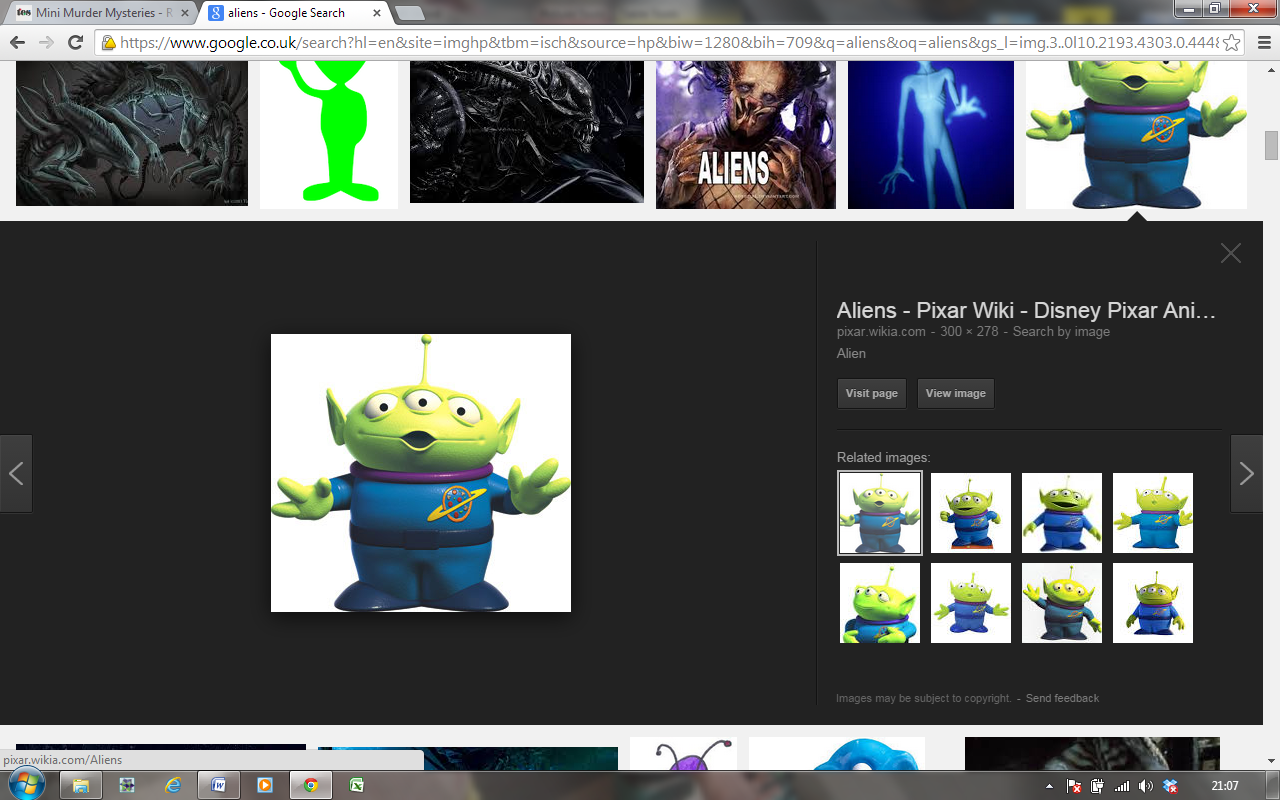 tes Mini Murder Mysteries - R
aliens - Google Search
https://www.google.co.uk/search?hl=en&site=imghp&tbm=isch&source=hp&biw=1280&bih=709&q=aliens&oq=aliens&gs_l=img.3..0l10.2193.4303.0.4448
ALIENS
Aliens - Pixar Wiki - Disney Pixar Ani...
pixar.wikia.com - 300 × 278 - Search by image
Alien
Visit page View image
Related images:
Images may be subject to copyright. - Send feedback
pixar.wikia.com/Aliens
21:07